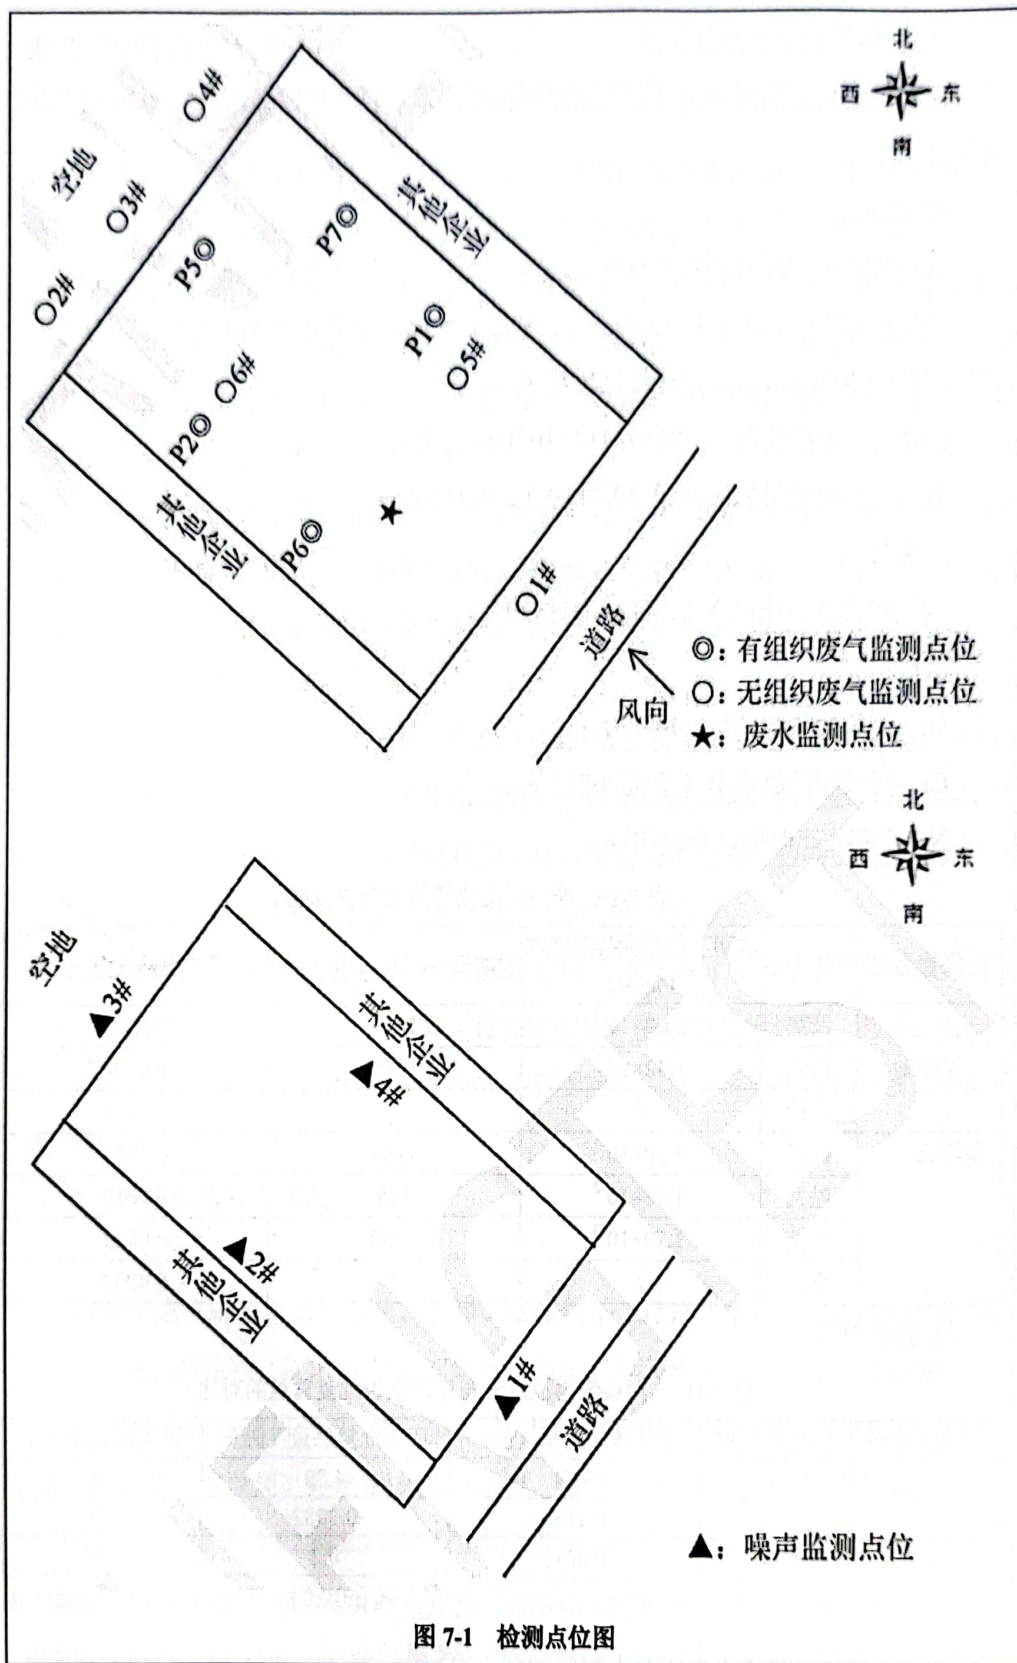 北
西 东
南
○4#
空地
○3#
○2#
其他企业
P7◎
P5◎
P1◎
○5#
○6#
P2◎
其他企业
P6◎
★
○1#
道路
风向
◎：有组织废气监测点位
○：无组织废气监测点位
★：废水监测点位
北
西 东
南
空地
▲3#
其他企业
▲4#
▲2#
其他企业
▲1#
道路
▲：噪声监测点位
图 7-1 检测点位图